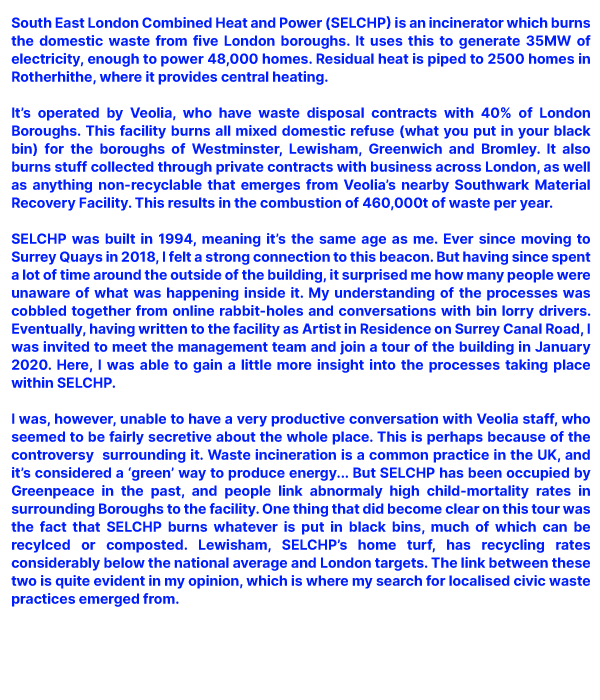 South East London Combined Heat and Power (SELCHP) is an incinerator which burns
the domestic waste from five London boroughs. It uses this to generate 35MW of
electricity, enough to power 48,000 homes. Residual heat is piped to 2500 homes in
Rotherhithe, where it provides central heating.

It’s operated by Veolia, who have waste disposal contracts with 40% of London
Boroughs. This facility burns all mixed domestic refuse (what you put in your black
bin) for the boroughs of Westminster, Lewisham, Greenwich and Bromley. It also
burns stuff collected through private contracts with business across London, as well
as anything non-recyclable that emerges from Veolia’s nearby Southwark Material
Recovery Facility. This results in the combustion of 460,000t of waste per year.

SELCHP was built in 1994, meaning it’s the same age as me. Ever since moving to
Surrey Quays in 2018, I felt a strong connection to this beacon. But having since spent
a lot of time around the outside of the building, it surprised me how many people were
unaware of what was happening inside it. My understanding of the processes was
cobbled together from online rabbit-holes and conversations with bin lorry drivers.
Eventually, having written to the facility as Artist in Residence on Surrey Canal Road, I
was invited to meet the management team and join a tour of the building in January
2020. Here, I was able to gain a little more insight into the processes taking place
within SELCHP.

I was, however, unable to have a very productive conversation with Veolia staff, who
seemed to be fairly secretive about the whole place. This is perhaps because of the
controversy  surrounding it. Waste incineration is a common practice in the UK, and
it’s considered a ‘green’ way to produce energy... But SELCHP has been occupied by
Greenpeace in the past, and people link abnormaly high child-mortality rates in
surrounding Boroughs to the facility. One thing that did become clear on this tour was
the fact that SELCHP burns whatever is put in black bins, much of which can be
recylced or composted. Lewisham, SELCHP’s home turf, has recycling rates
considerably below the national average and London targets. The link between these
two is quite evident in my opinion, which is where my search for localised civic waste
practices emerged from.